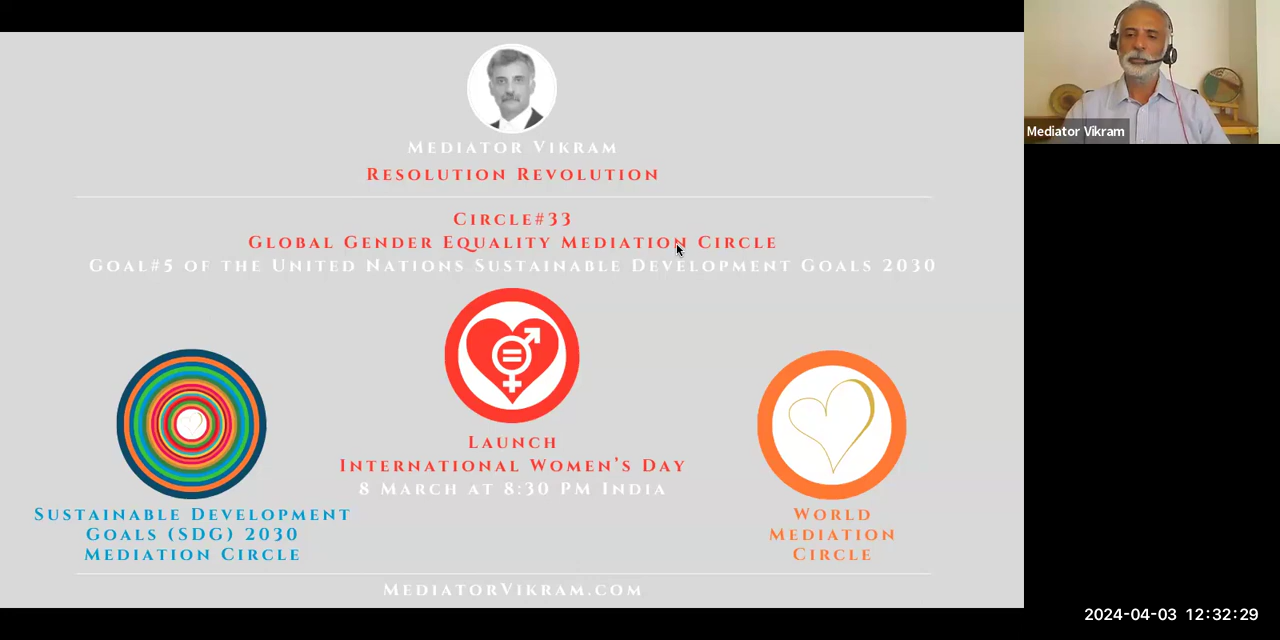 Mediator Vikram
Resolution Revolution
Circle#33
Global Gender Equality Mediation Circle
Goal#5 of the United Nations Sustainable Development Goals 2030
Launch
International Women's Day
8 March at 8:30 PM India
Sustainable Development
Goals (SDG) 2030
Mediation Circle
World
Mediation
Circle
MediatorVikram.com
Mediator Vikram
2024-04-03 12:32:29